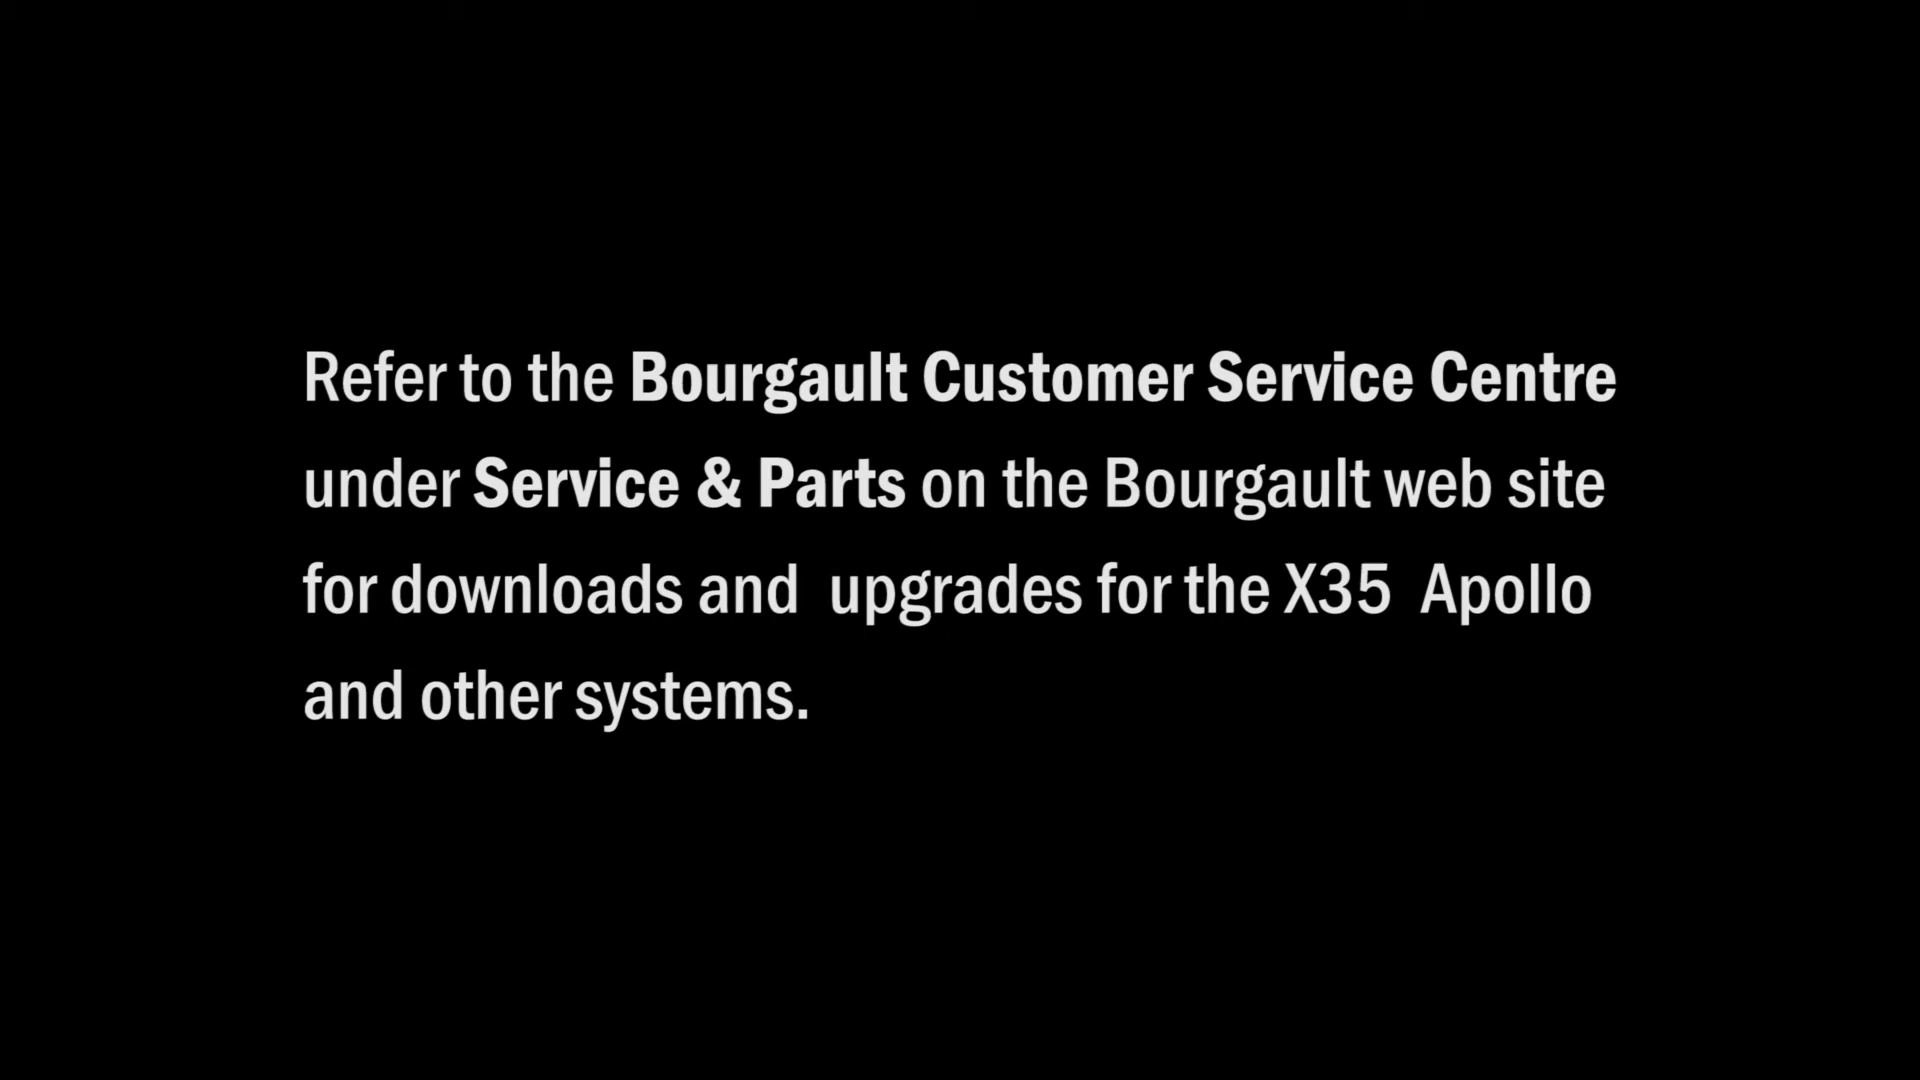 Refer to the Bourgault Customer Service Centre
under Service & Parts on the Bourgault web site
for downloads and  upgrades for the X35  Apollo
and other systems.